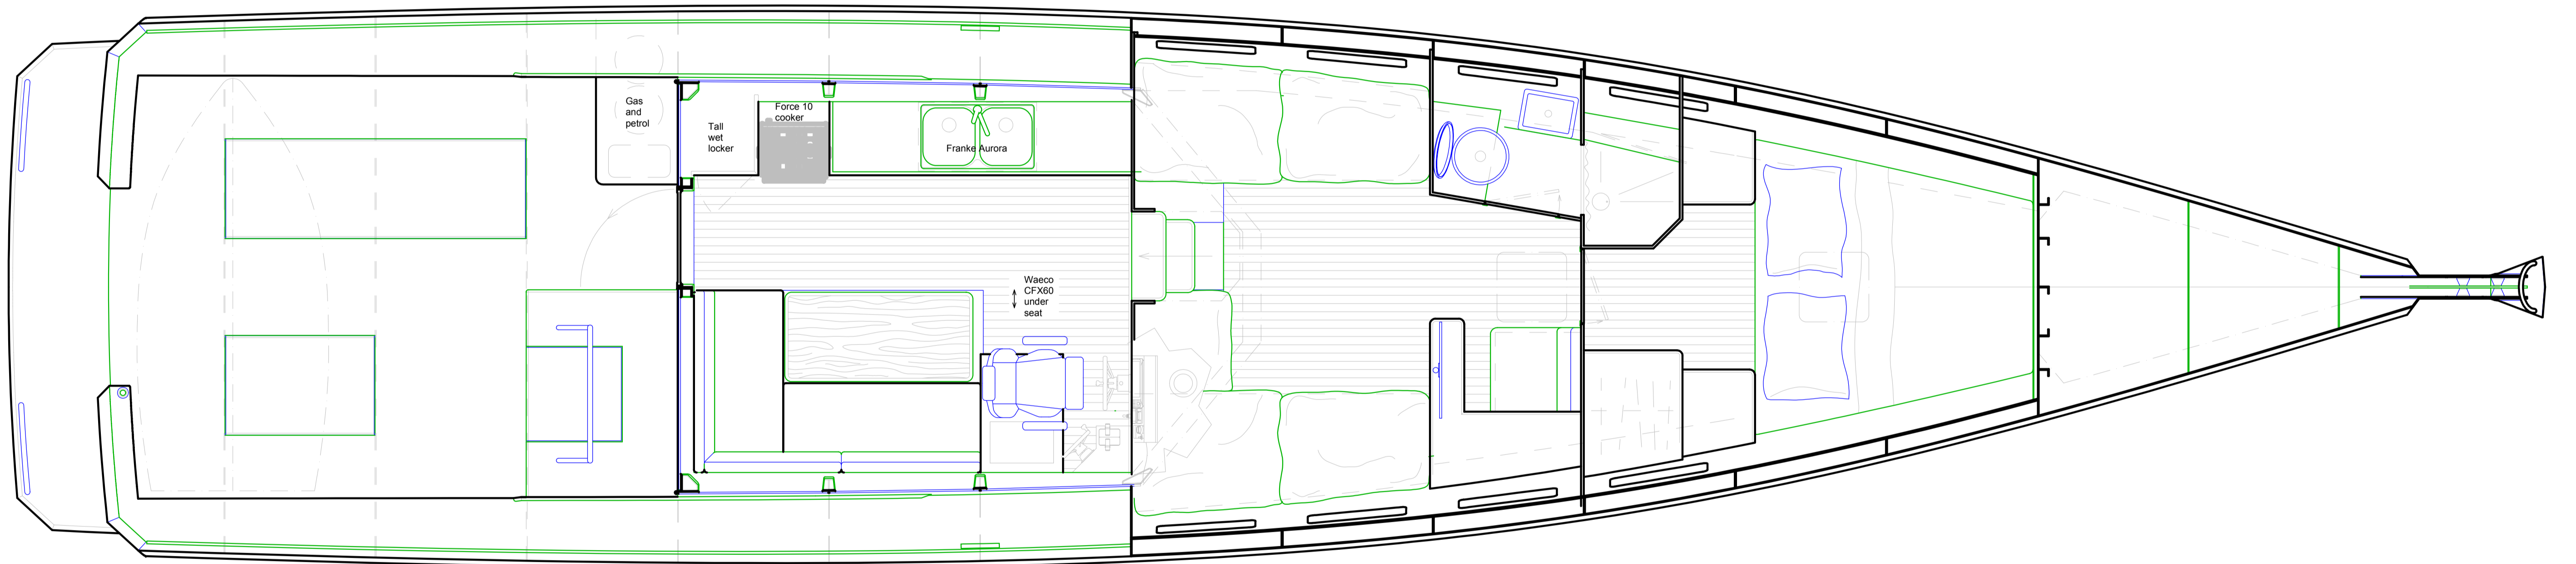 Gas
and
petrol
Tall
wet
locker
Force 10
cooker
Franke Aurora
Waeco
CFX60
under
seat